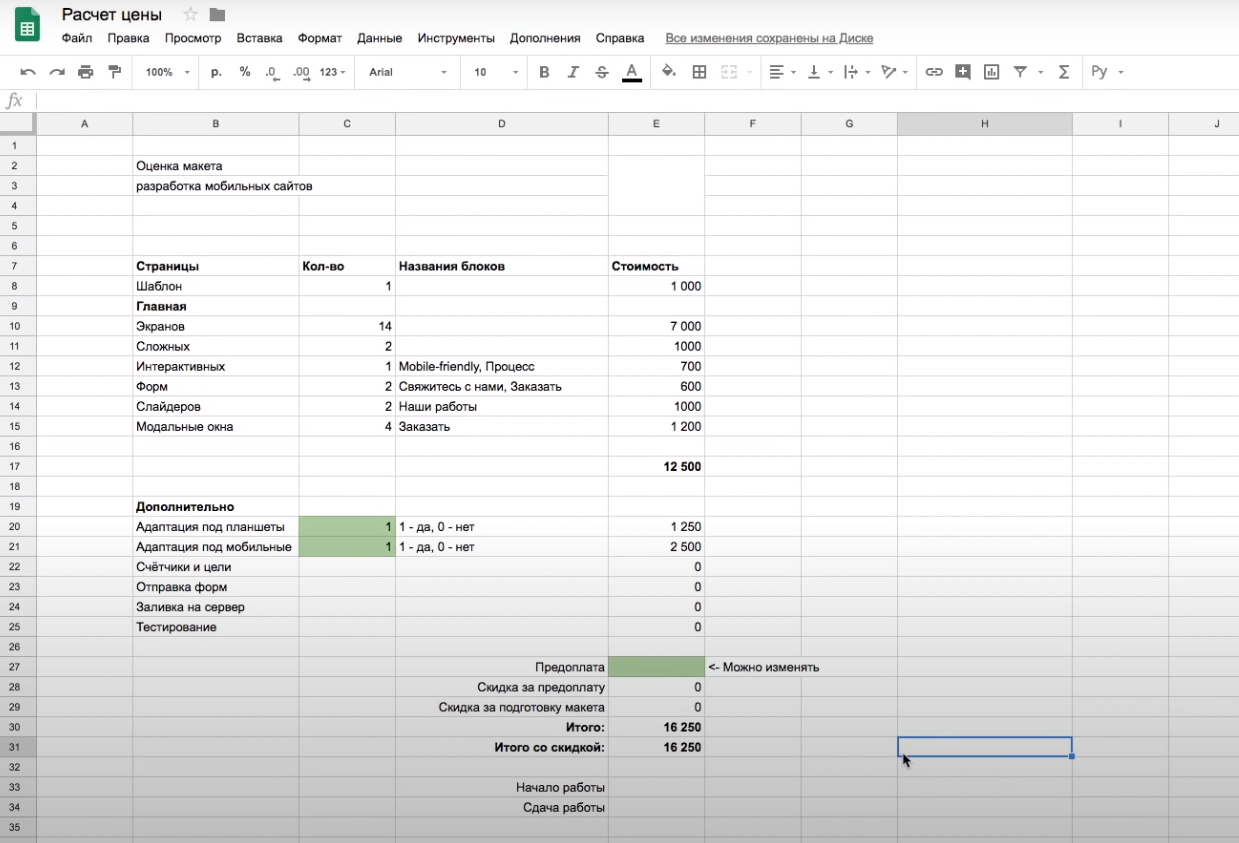 Расчет цены
Файл Правка Просмотр Вставка Формат Данные Инструменты Дополнения Справка Все изменения сохранены на Диске
100% р. % .0 .00 123 Arial 10 B I S A Σ Ру
fx
A B C D E F G H I J
1
2 Оценка макета
3 разработка мобильных сайтов
4
5
6
7 Страницы Кол-во Названия блоков Стоимость
8 Шаблон 1 1 000
9 Главная
10 Экранов 14 7 000
11 Сложных 2 1000
12 Интерактивных 1 Mobile-friendly, Процесс 700
13 Форм 2 Свяжитесь с нами, Заказать 600
14 Слайдеров 2 Наши работы 1000
15 Модальные окна 4 Заказать 1 200
16
17 12 500
18
19 Дополнительно
20 Адаптация под планшеты 1 1 - да, 0 - нет 1 250
21 Адаптация под мобильные 1 1 - да, 0 - нет 2 500
22 Счётчики и цели 0
23 Отправка форм 0
24 Заливка на сервер 0
25 Тестирование 0
26
27 Предоплата <- Можно изменять
28 Скидка за предоплату 0
29 Скидка за подготовку макета 0
30 Итого: 16 250
31 Итого со скидкой: 16 250
32
33 Начало работы
34 Сдача работы
35